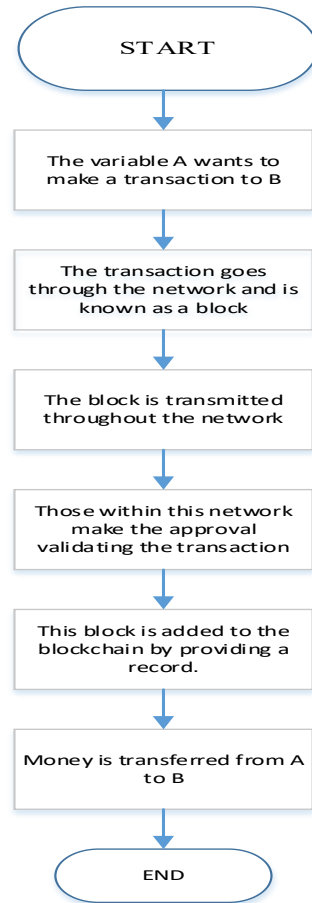 START
The variable A wants to
make a transaction to B
The transaction goes
through the network and is
known as a block
The block is transmitted
throughout the network
Those within this network
make the approval
validating the transaction
This block is added to the
blockchain by providing a
record.
Money is transferred from A
to B
END